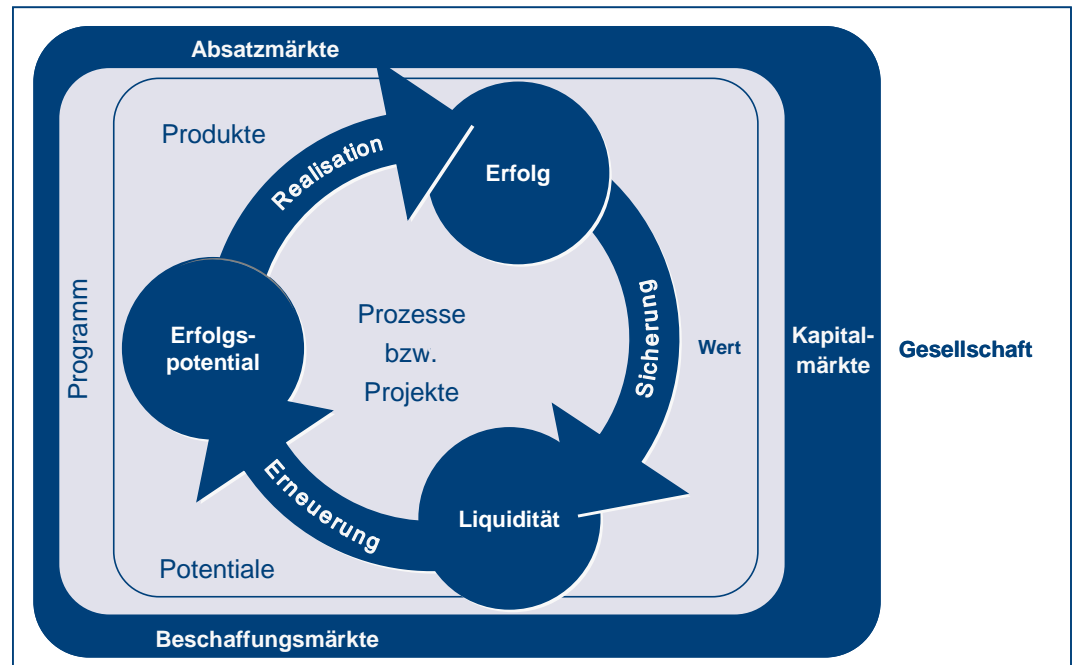 Absatzmärkte
Produkte
Realisation
Erfolg
Programm
Erfolgs-
potential
Prozesse
bzw.
Projekte
Sicherung
Wert
Kapital-
märkte
Gesellschaft
Erneuerung
Liquidität
Potentiale
Beschaffungsmärkte